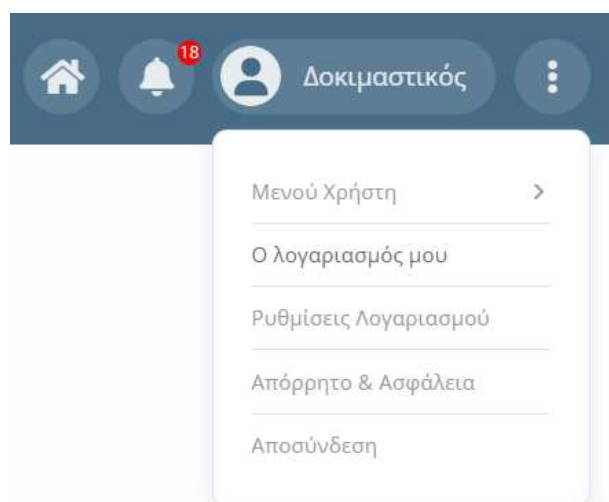 18
Δοκιμαστικός
Μενού Χρήστη
Ο λογαριασμός μου
Ρυθμίσεις Λογαριασμού
Απόρρητο & Ασφάλεια
Αποσύνδεση